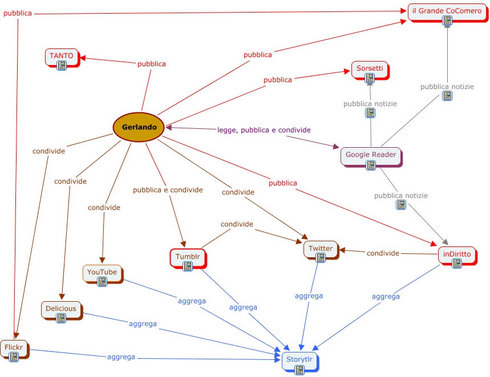 pubblica
il Grande CoComero
TANTO
pubblica
pubblica
Sorsetti
pubblica
pubblica notizie
pubblica notizie
Gerlando
legge, pubblica e condivide
condivide
Google Reader
condivide
pubblica e condivide
condivide
pubblica
pubblica notizie
condivide
condivide
Twitter
condivide
inDiritto
Tumblr
YouTube
aggrega
aggrega
aggrega
aggrega
Delicious
aggrega
Flickr
aggrega
Storytlr